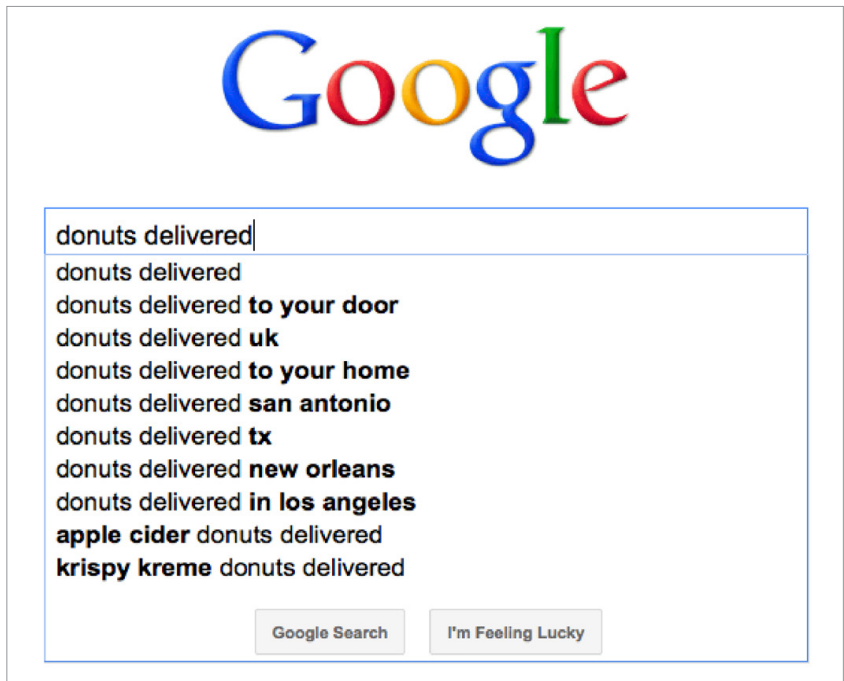 Google
donuts delivered
donuts delivered
donuts delivered to your door
donuts delivered uk
donuts delivered to your home
donuts delivered san antonio
donuts delivered tx
donuts delivered new orleans
donuts delivered in los angeles
apple cider donuts delivered
krispy kreme donuts delivered
Google Search I'm Feeling Lucky